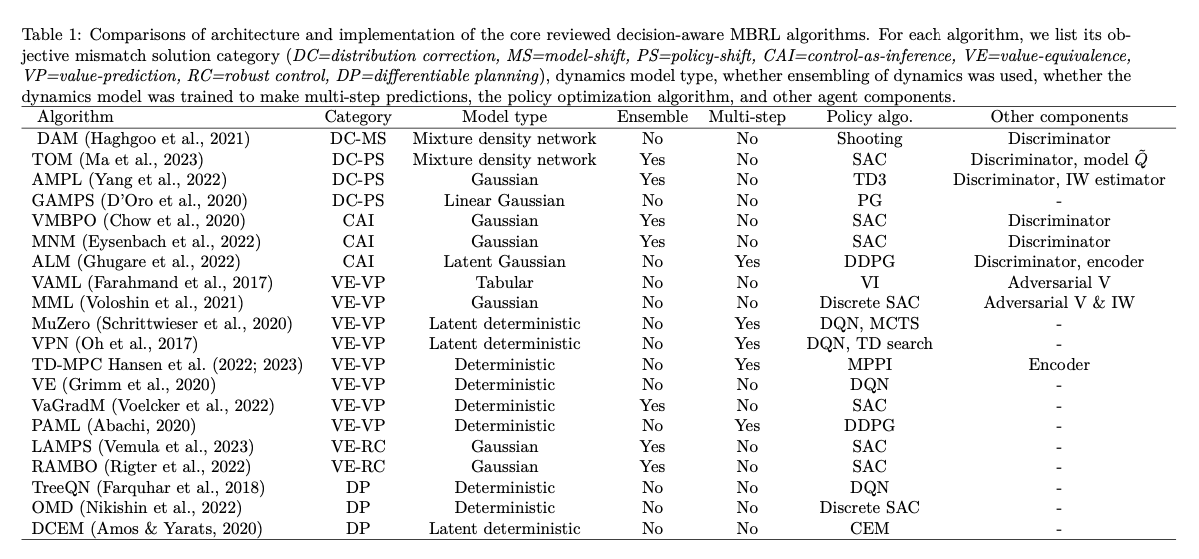 Table 1: Comparisons of architecture and implementation of the core reviewed decision-aware MBRL algorithms. For each algorithm, we list its ob-
jective mismatch solution category (DC=distribution correction, MS=model-shift, PS=policy-shift, CAI=control-as-inference, VE=value-equivalence,
VP=value-prediction, RC=robust control, DP=differentiable planning), dynamics model type, whether ensembling of dynamics was used, whether the
dynamics model was trained to make multi-step predictions, the policy optimization algorithm, and other agent components.
Algorithm Category Model type Ensemble Multi-step Policy algo. Other components
DAM (Haghgoo et al., 2021) DC-MS Mixture density network No No Shooting Discriminator
TOM (Ma et al., 2023) DC-PS Mixture density network Yes No SAC Discriminator, model Q̃
AMPL (Yang et al., 2022) DC-PS Gaussian Yes No TD3 Discriminator, IW estimator
GAMPS (D'Oro et al., 2020) DC-PS Linear Gaussian No No PG -
VMBPO (Chow et al., 2020) CAI Gaussian Yes No SAC Discriminator
MNM (Eysenbach et al., 2022) CAI Gaussian Yes No SAC Discriminator
ALM (Ghugare et al., 2022) CAI Latent Gaussian No Yes DDPG Discriminator, encoder
VAML (Farahmand et al., 2017) VE-VP Tabular No No VI Adversarial V
MML (Voloshin et al., 2021) VE-VP Gaussian No No Discrete SAC Adversarial V & IW
MuZero (Schrittwieser et al., 2020) VE-VP Latent deterministic No Yes DQN, MCTS -
VPN (Oh et al., 2017) VE-VP Latent deterministic No Yes DQN, TD search -
TD-MPC Hansen et al. (2022; 2023) VE-VP Deterministic No Yes MPPI Encoder
VE (Grimm et al., 2020) VE-VP Deterministic No No DQN -
VaGradM (Voelcker et al., 2022) VE-VP Deterministic Yes No SAC -
PAML (Abachi, 2020) VE-VP Deterministic No Yes DDPG -
LAMPS (Vemula et al., 2023) VE-RC Gaussian Yes No SAC -
RAMBO (Rigter et al., 2022) VE-RC Gaussian Yes No SAC -
TreeQN (Farquhar et al., 2018) DP Deterministic No No DQN -
OMD (Nikishin et al., 2022) DP Deterministic No No Discrete SAC -
DCEM (Amos & Yarats, 2020) DP Latent deterministic No No CEM -